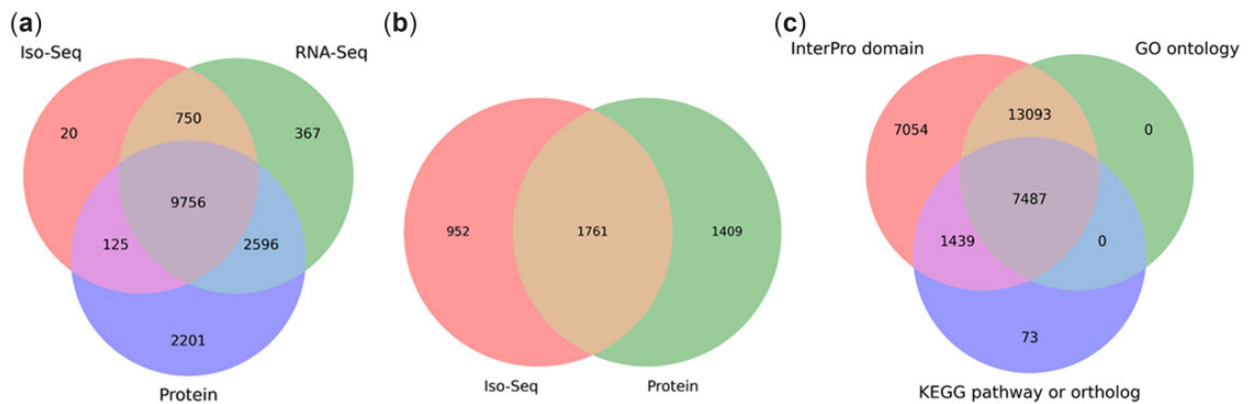 (a)
Iso-Seq
RNA-Seq
20
750
367
9756
125
2596
2201
Protein
(b)
952
1761
1409
Iso-Seq
Protein
(c)
InterPro domain
GO ontology
7054
13093
0
7487
1439
0
73
KEGG pathway or ortholog